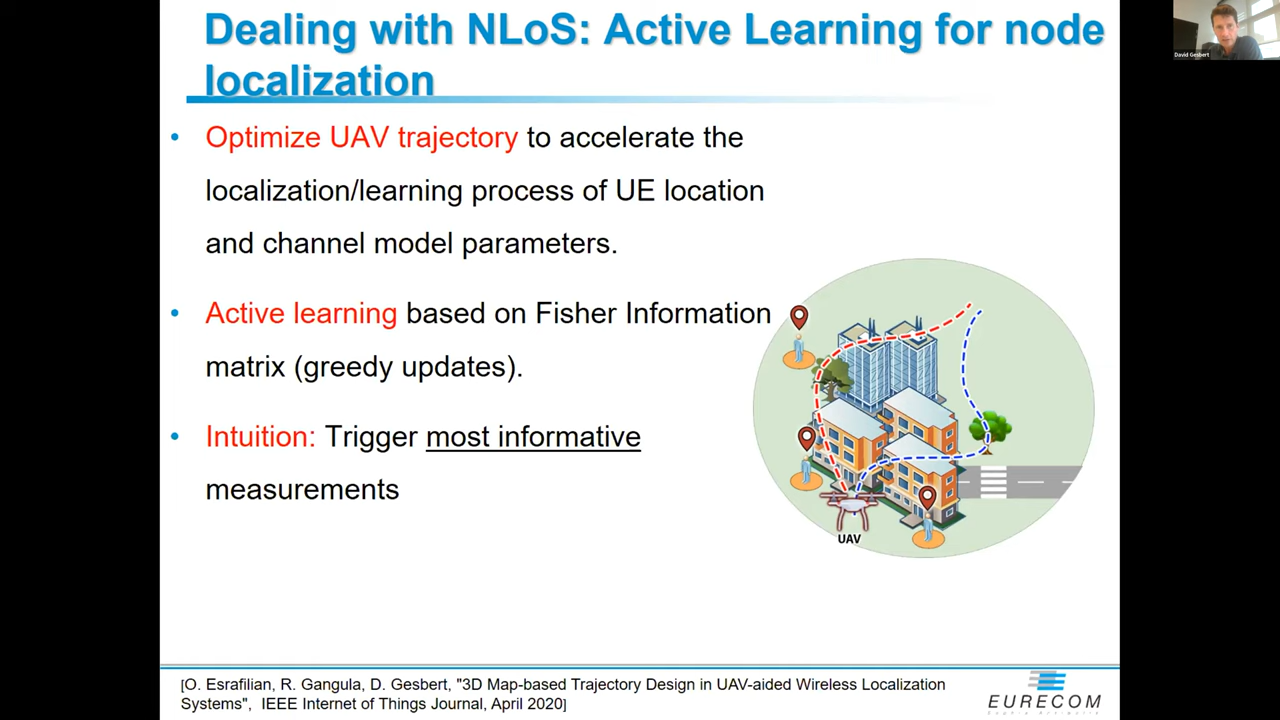 Dealing with NLoS: Active Learning for node
localization
David Gesbert
• Optimize UAV trajectory to accelerate the
localization/learning process of UE location
and channel model parameters.
• Active learning based on Fisher Information
matrix (greedy updates).
• Intuition: Trigger most informative
measurements
UAV
[O. Esrafilian, R. Gangula, D. Gesbert, "3D Map-based Trajectory Design in UAV-aided Wireless Localization
Systems", IEEE Internet of Things Journal, April 2020]
EURECOM